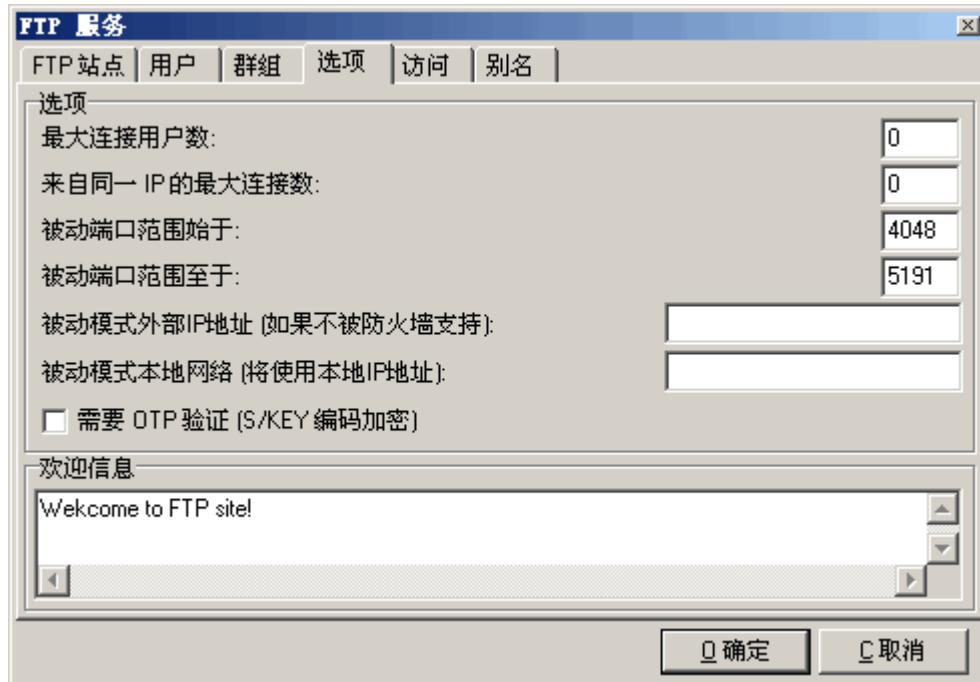 FTP 服务
FTP 站点 用户 群组 选项 访问 别名
选项
最大连接用户数: 0
来自同一 IP 的最大连接数: 0
被动端口范围始于: 4048
被动端口范围至于: 5191
被动模式外部IP地址 (如果不被防火墙支持):
被动模式本地网络 (将使用本地IP地址):
需要 OTP 验证 (S/KEY 编码加密)
欢迎信息
Wekcome to FTP site!
O 确定 C 取消